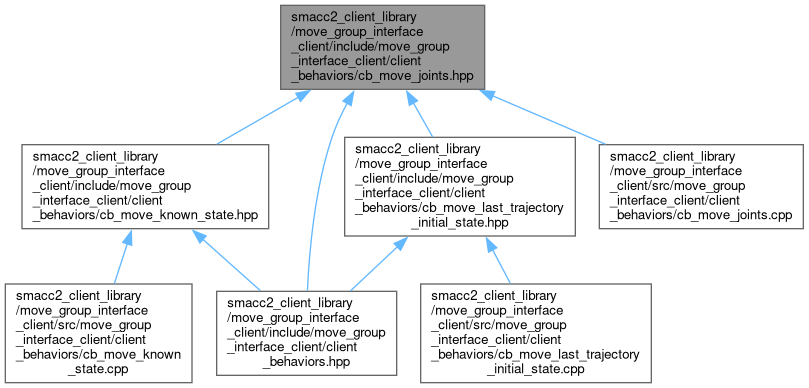 smacc2_client_library
/move_group_interface
_client/include/move_group
_interface_client/client
_behaviors/cb_move_joints.hpp
smacc2_client_library
/move_group_interface
_client/include/move_group
_interface_client/client
_behaviors/cb_move_known_state.hpp
smacc2_client_library
/move_group_interface
_client/include/move_group
_interface_client/client
_behaviors/cb_move_last_trajectory
_initial_state.hpp
smacc2_client_library
/move_group_interface
_client/src/move_group
_interface_client/client
_behaviors/cb_move_joints.cpp
smacc2_client_library
/move_group_interface
_client/src/move_group
_interface_client/client
_behaviors/cb_move_known
_state.cpp
smacc2_client_library
/move_group_interface
_client/include/move_group
_interface_client/client
_behaviors.hpp
smacc2_client_library
/move_group_interface
_client/src/move_group
_interface_client/client
_behaviors/cb_move_last_trajectory
_initial_state.cpp